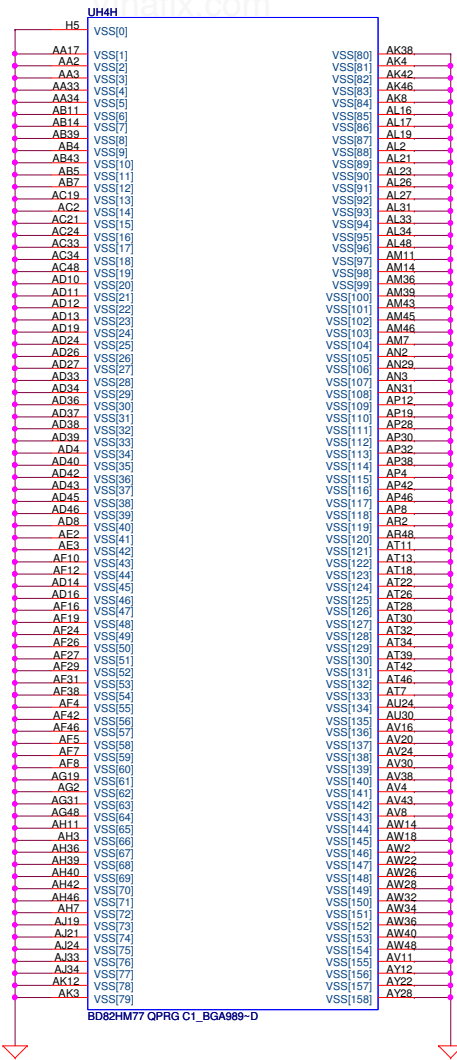 nafix.com
UH4H
H5 VSS[0]
AA17 VSS[1] VSS[80] AK38
AA2 VSS[2] VSS[81] AK4
AA3 VSS[3] VSS[82] AK42
AA33 VSS[4] VSS[83] AK46
AA34 VSS[5] VSS[84] AK8
AB11 VSS[6] VSS[85] AL16
AB14 VSS[7] VSS[86] AL17
AB39 VSS[8] VSS[87] AL19
AB4 VSS[9] VSS[88] AL2
AB43 VSS[10] VSS[89] AL21
AB5 VSS[11] VSS[90] AL23
AB7 VSS[12] VSS[91] AL26
AC19 VSS[13] VSS[92] AL27
AC2 VSS[14] VSS[93] AL31
AC21 VSS[15] VSS[94] AL33
AC24 VSS[16] VSS[95] AL34
AC33 VSS[17] VSS[96] AL48
AC34 VSS[18] VSS[97] AM11
AC48 VSS[19] VSS[98] AM14
AD10 VSS[20] VSS[99] AM36
AD11 VSS[21] VSS[100] AM39
AD12 VSS[22] VSS[101] AM43
AD13 VSS[23] VSS[102] AM45
AD19 VSS[24] VSS[103] AM46
AD24 VSS[25] VSS[104] AM7
AD26 VSS[26] VSS[105] AN2
AD27 VSS[27] VSS[106] AN29
AD33 VSS[28] VSS[107] AN3
AD34 VSS[29] VSS[108] AN31
AD36 VSS[30] VSS[109] AP12
AD37 VSS[31] VSS[110] AP19
AD38 VSS[32] VSS[111] AP28
AD39 VSS[33] VSS[112] AP30
AD4 VSS[34] VSS[113] AP32
AD40 VSS[35] VSS[114] AP38
AD42 VSS[36] VSS[115] AP4
AD43 VSS[37] VSS[116] AP42
AD45 VSS[38] VSS[117] AP46
AD46 VSS[39] VSS[118] AP8
AD8 VSS[40] VSS[119] AR2
AE2 VSS[41] VSS[120] AR48
AE3 VSS[42] VSS[121] AT11
AF10 VSS[43] VSS[122] AT13
AF12 VSS[44] VSS[123] AT18
AD14 VSS[45] VSS[124] AT22
AD16 VSS[46] VSS[125] AT26
AF16 VSS[47] VSS[126] AT28
AF19 VSS[48] VSS[127] AT30
AF24 VSS[49] VSS[128] AT32
AF26 VSS[50] VSS[129] AT34
AF27 VSS[51] VSS[130] AT39
AF29 VSS[52] VSS[131] AT42
AF31 VSS[53] VSS[132] AT46
AF38 VSS[54] VSS[133] AT7
AF4 VSS[55] VSS[134] AU24
AF42 VSS[56] VSS[135] AU30
AF46 VSS[57] VSS[136] AV16
AF5 VSS[58] VSS[137] AV20
AF7 VSS[59] VSS[138] AV24
AF8 VSS[60] VSS[139] AV30
AG19 VSS[61] VSS[140] AV38
AG2 VSS[62] VSS[141] AV4
AG31 VSS[63] VSS[142] AV43
AG48 VSS[64] VSS[143] AV8
AH11 VSS[65] VSS[144] AW14
AH3 VSS[66] VSS[145] AW18
AH36 VSS[67] VSS[146] AW2
AH39 VSS[68] VSS[147] AW22
AH40 VSS[69] VSS[148] AW26
AH42 VSS[70] VSS[149] AW28
AH46 VSS[71] VSS[150] AW32
AH7 VSS[72] VSS[151] AW34
AJ19 VSS[73] VSS[152] AW36
AJ21 VSS[74] VSS[153] AW40
AJ24 VSS[75] VSS[154] AW48
AJ33 VSS[76] VSS[155] AV11
AJ34 VSS[77] VSS[156] AY12
AK12 VSS[78] VSS[157] AY22
AK3 VSS[79] VSS[158] AY28
BD82HM77 QPRG C1_BGA989~D